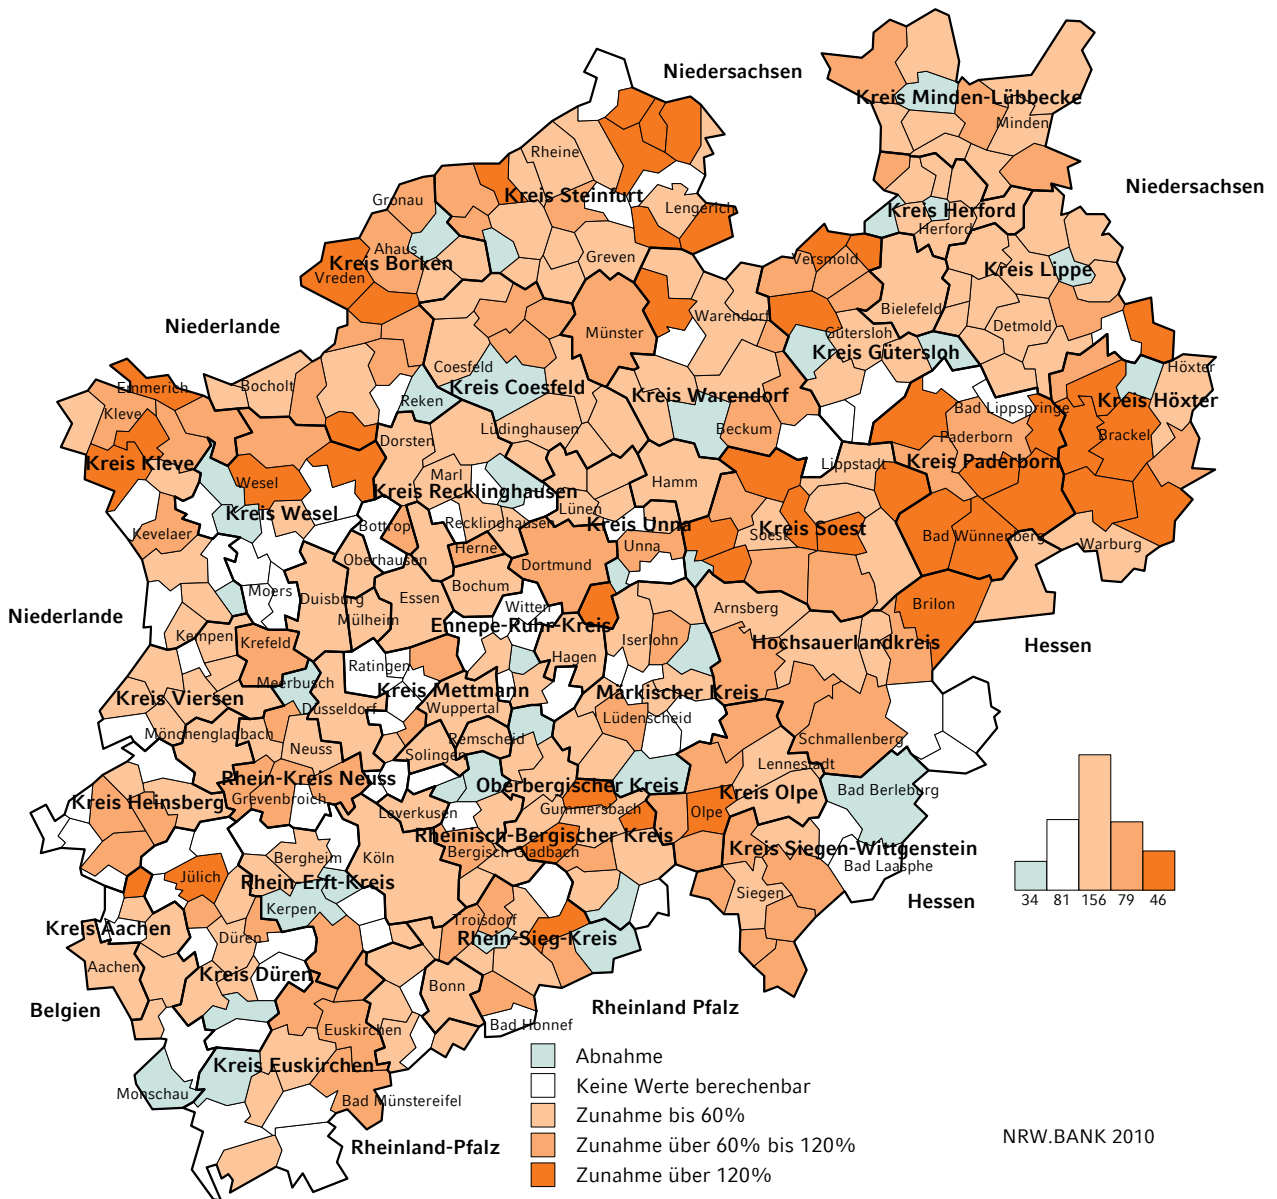 Niedersachsen
Kreis Minden-Lübbecke
Minden
Rheine
Niedersachsen
Kreis Steinfurt
Gronau
Lengerich
Kreis Herford
Herford
Ahaus
Kreis Borken
Greven
Versmold
Kreis Lippe
Vreden
Niederlande
Münster
Warendorf
Bielefeld
Detmold
Gütersloh
Kreis Gütersloh
Coesfeld
Höxter
Emmerich
Bocholt
Kreis Coesfeld
Kreis Warendorf
Reken
Kreis Höxter
Kleve
Bad Lippspringe
Lüdinghausen
Beckum
Paderborn
Brackel
Dorsten
Kreis Kleve
Kreis Paderborn
Lippstadt
Marl
Wesel
Kreis Recklinghausen
Hamm
Kreis Wesel
Lünen
Recklinghausen
Kreis Unna
Bottrop
Kreis Soest
Kevelaer
Soest
Bad Wünnenberg
Warburg
Herne
Unna
Oberhausen
Dortmund
Bochum
Moers
Duisburg
Essen
Brilon
Witten
Arnsberg
Niederlande
Mülheim
Ennepe-Ruhr-Kreis
Kempen
Krefeld
Iserlohn
Hochsauerlandkreis
Hessen
Hagen
Ratingen
Meerbusch
Kreis Mettmann
Märkischer Kreis
Kreis Viersen
Düsseldorf
Wuppertal
Lüdenscheid
Mönchengladbach
Remscheid
Schmallenberg
Neuss
Solingen
Lennestadt
Rhein-Kreis Neuss
Oberbergischer Kreis
Kreis Olpe
Bad Berleburg
Kreis Heinsberg
Grevenbroich
Leverkusen
Gummersbach
Olpe
Rheinisch-Bergischer Kreis
Kreis Siegen-Wittgenstein
Bergisch Gladbach
Bergheim
Köln
Bad Laasphe
Jülich
Rhein-Erft-Kreis
Siegen
Hessen
34 81 156 79 46
Kerpen
Troisdorf
Kreis Aachen
Düren
Rhein-Sieg-Kreis
Aachen
Kreis Düren
Bonn
Belgien
Rheinland Pfalz
Euskirchen
Bad Honnef
Kreis Euskirchen
Monschau
Bad Münstereifel
Rheinland-Pfalz
Abnahme
Keine Werte berechenbar
Zunahme bis 60%
Zunahme über 60% bis 120%
Zunahme über 120%
NRW.BANK 2010